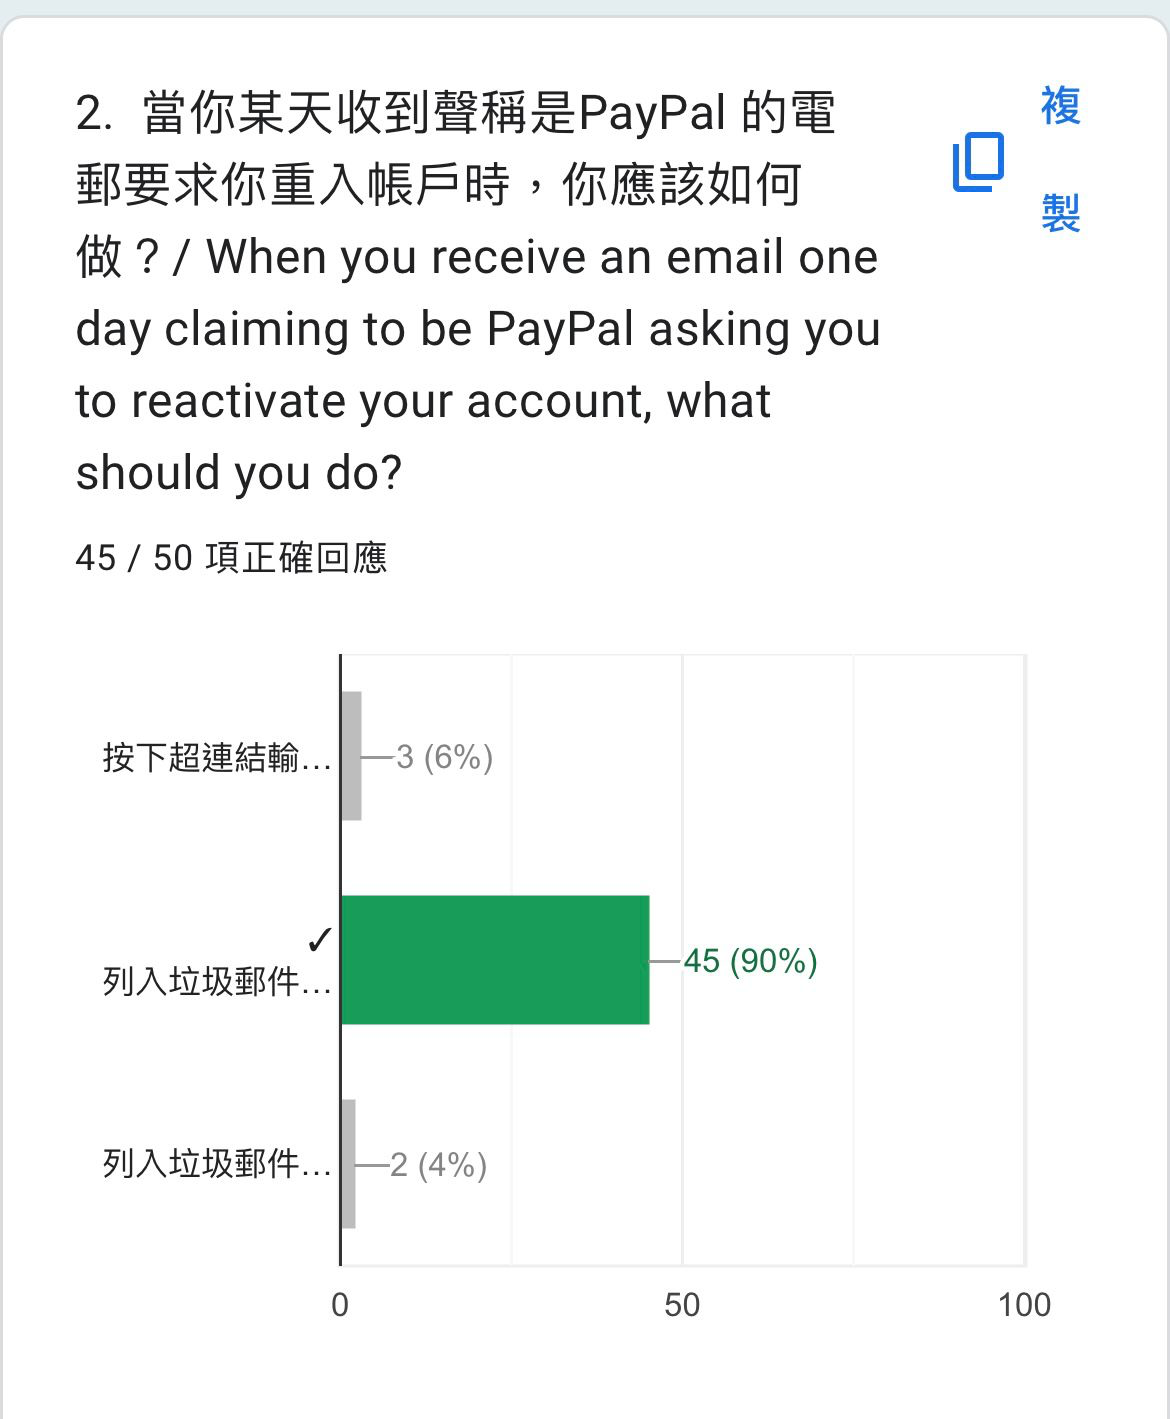 2.  當你某天收到聲稱是PayPal 的電
郵要求你重入帳戶時，你應該如何
做？/ When you receive an email one
day claiming to be PayPal asking you
to reactivate your account, what
should you do?
複
製
45 / 50 項正確回應
按下超連結輸…
3 (6%)
✓
列入垃圾郵件…
45 (90%)
列入垃圾郵件…
2 (4%)
0
50
100